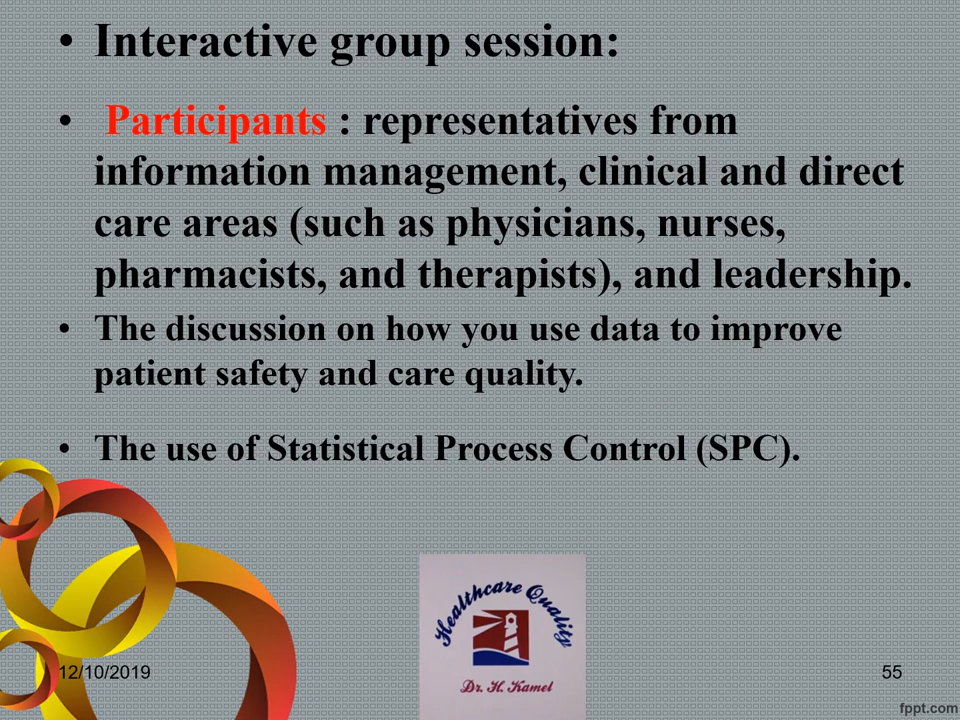 • Interactive group session:
• Participants : representatives from
information management, clinical and direct
care areas (such as physicians, nurses,
pharmacists, and therapists), and leadership.
• The discussion on how you use data to improve
patient safety and care quality.
• The use of Statistical Process Control (SPC).
Healthcare Quality
Dr. H. Kamel
12/10/2019
55
fppt.com